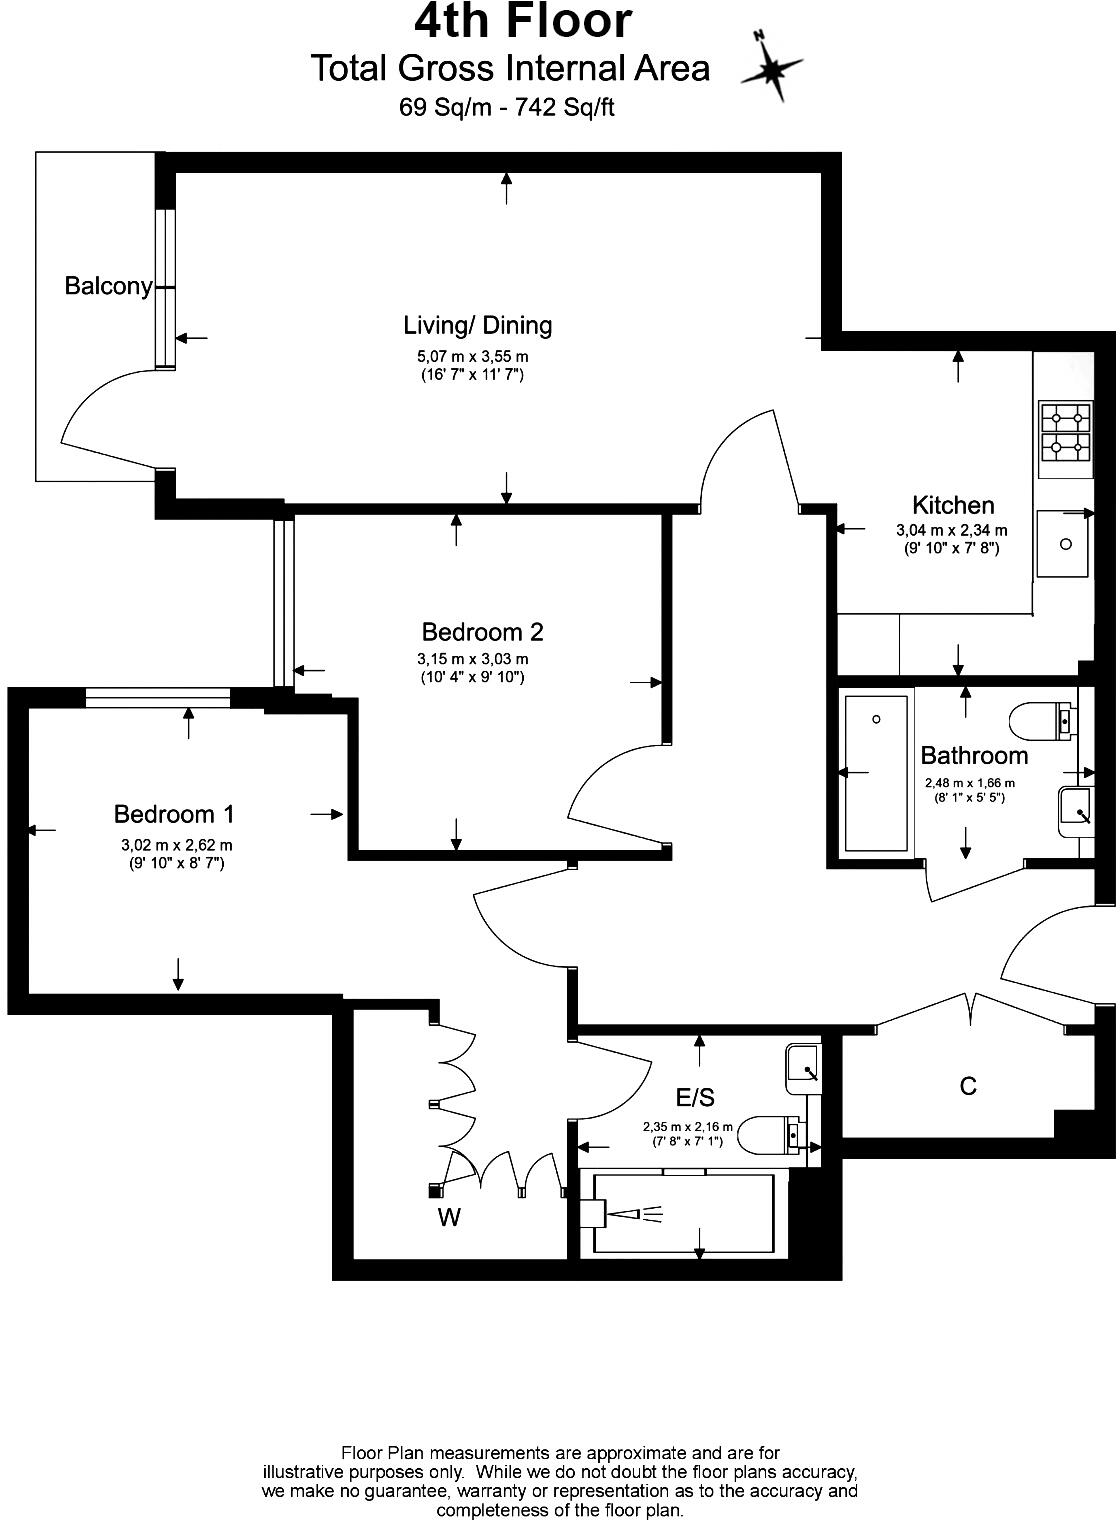 4th Floor
Total Gross Internal Area
69 Sq/m - 742 Sq/ft
N
Balcony
Living/ Dining
5,07 m x 3,55 m
(16' 7" x 11' 7")
Kitchen
3,04 m x 2,34 m
(9' 10" x 7' 8")
Bedroom 2
3,15 m x 3,03 m
(10' 4" x 9' 10")
Bathroom
2,48 m x 1,66 m
(8' 1" x 5' 5")
Bedroom 1
3,02 m x 2,62 m
(9' 10" x 8' 7")
E/S
2,35 m x 2,16 m
(7' 8" x 7' 1")
C
W
Floor Plan measurements are approximate and are for
illustrative purposes only. While we do not doubt the floor plans accuracy,
we make no guarantee, warranty or representation as to the accuracy and
completeness of the floor plan.